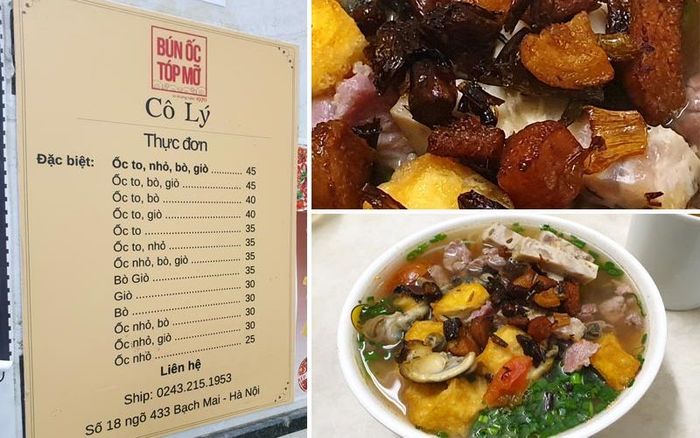 BÚN ỐC
TÓP MỠ
Cô Lý
Thực đơn
Đặc biệt: Ốc to, nhỏ, bò, giò ........... 45
Ốc to, bò, giò ................... 45
Ốc to, bò ......................... 40
Ốc to, giò ........................ 40
Ốc to ............................... 35
Ốc to, nhỏ ....................... 35
Ốc nhỏ, bò, giò ............... 35
Bò Giò ............................. 35
Giò .................................. 30
Bò ................................... 30
Ốc nhỏ, bò ..................... 30
Ốc nhỏ, giò .................... 30
Ốc nhỏ ............................ 25
Liên hệ
Ship: 0243.215.1953
Số 18 ngõ 433 Bạch Mai - Hà Nội